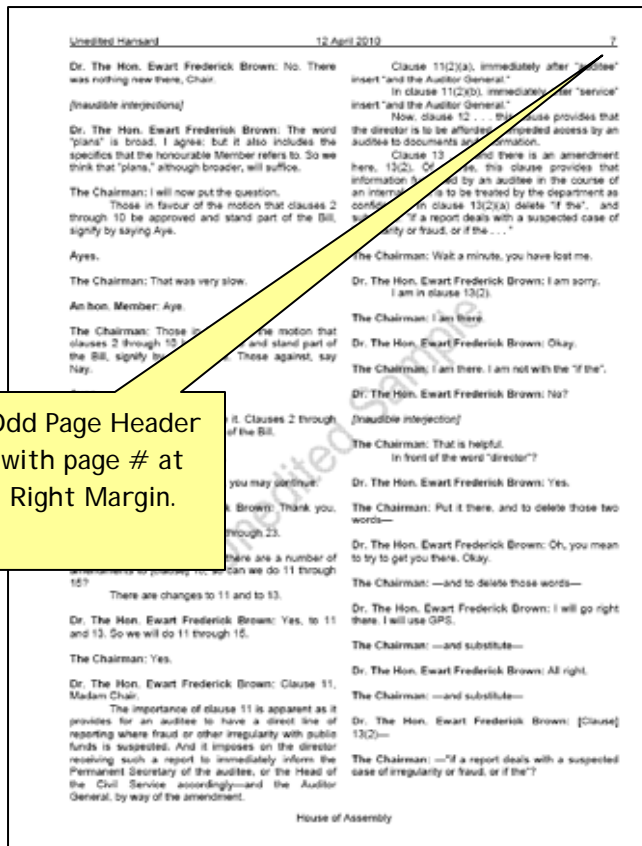 Unedited Hansard 12 April 2010 7
Dr. The Hon. Ewart Frederick Brown: No. There
was nothing new there, Chair.
[Inaudible interjections]
Dr. The Hon. Ewart Frederick Brown: The word
"plans" is broad, I agree; but it also includes the
specifics that the honourable Member refers to. So we
think that "plans," although broader, will suffice.
The Chairman: I will now put the question.
Those in favour of the motion that clauses 2
through 10 be approved and stand part of the Bill,
signify by saying Aye.
Ayes.
The Chairman: That was very slow.
An hon. Member: Aye.
The Chairman: Those in the motion that
clauses 2 through 10 and stand part of
the Bill, signify by Those against, say
Nay.
it. Clauses 2 through
of the Bill.
you may continue.
Brown: Thank you,
through 23.
there are a number of
amendments to [clause] can we do 11 through
15?
There are changes to 11 and to 13.
Dr. The Hon. Ewart Frederick Brown: Yes, to 11
and 13. So we will do 11 through 15.
The Chairman: Yes.
Dr. The Hon. Ewart Frederick Brown: Clause 11,
Madam Chair.
The importance of clause 11 is apparent as it
provides for an auditee to have a direct line of
reporting where fraud or other irregularity with public
funds is suspected. And it imposes on the director
receiving such a report to immediately inform the
Permanent Secretary of the auditee, or the Head of
the Civil Service accordingly—and the Auditor
General, by way of the amendment.
Clause 11(2)(a), immediately after "auditee"
insert "and the Auditor General."
In clause 11(2)(b), immediately after "service"
insert "and the Auditor General."
Now, clause 12 . . . this clause provides that
the director is to be afforded unimpeded access by an
auditee to documents and information.
Clause 13 and there is an amendment
here, 13(2). Of course, this clause provides that
information by an auditee in the course of
an internal is to be treated by the department as
In clause 13(2)(a) delete "if the", and
"if a report deals with a suspected case of
or fraud, or if the . . ."
The Chairman: Wait a minute, you have lost me.
Dr. The Hon. Ewart Frederick Brown: I am sorry.
I am in clause 13(2).
The Chairman: I am there.
Dr. The Hon. Ewart Frederick Brown: Okay.
The Chairman: I am there. I am not with the "if the".
Dr. The Hon. Ewart Frederick Brown: No?
[Inaudible interjection]
The Chairman: That is helpful.
In front of the word "director"?
Dr. The Hon. Ewart Frederick Brown: Yes.
The Chairman: Put it there, and to delete those two
words—
Dr. The Hon. Ewart Frederick Brown: Oh, you mean
to try to get you there. Okay.
The Chairman: —and to delete those words—
Dr. The Hon. Ewart Frederick Brown: I will go right
there. I will use GPS.
The Chairman: —and substitute—
Dr. The Hon. Ewart Frederick Brown: All right.
The Chairman: —and substitute—
Dr. The Hon. Ewart Frederick Brown: [Clause]
13(2)—
The Chairman: —"if a report deals with a suspected
case of irregularity or fraud, or if the"?
House of Assembly
Odd Page Header
with page # at
Right Margin.
Unedited Sample